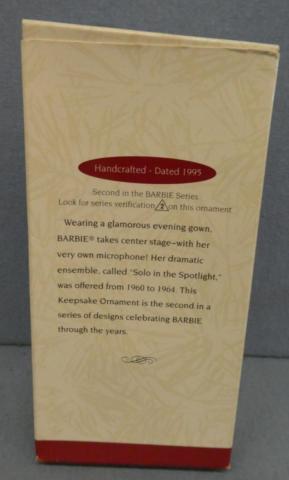 Handcrafted - Dated 1995
Second in the BARBIE Series
Look for series verification 2 on this ornament
Wearing a glamorous evening gown,
BARBIE® takes center stage–with her
very own microphone! Her dramatic
ensemble, called "Solo in the Spotlight,"
was offered from 1960 to 1964. This
Keepsake Ornament is the second in a
series of designs celebrating BARBIE
through the years.